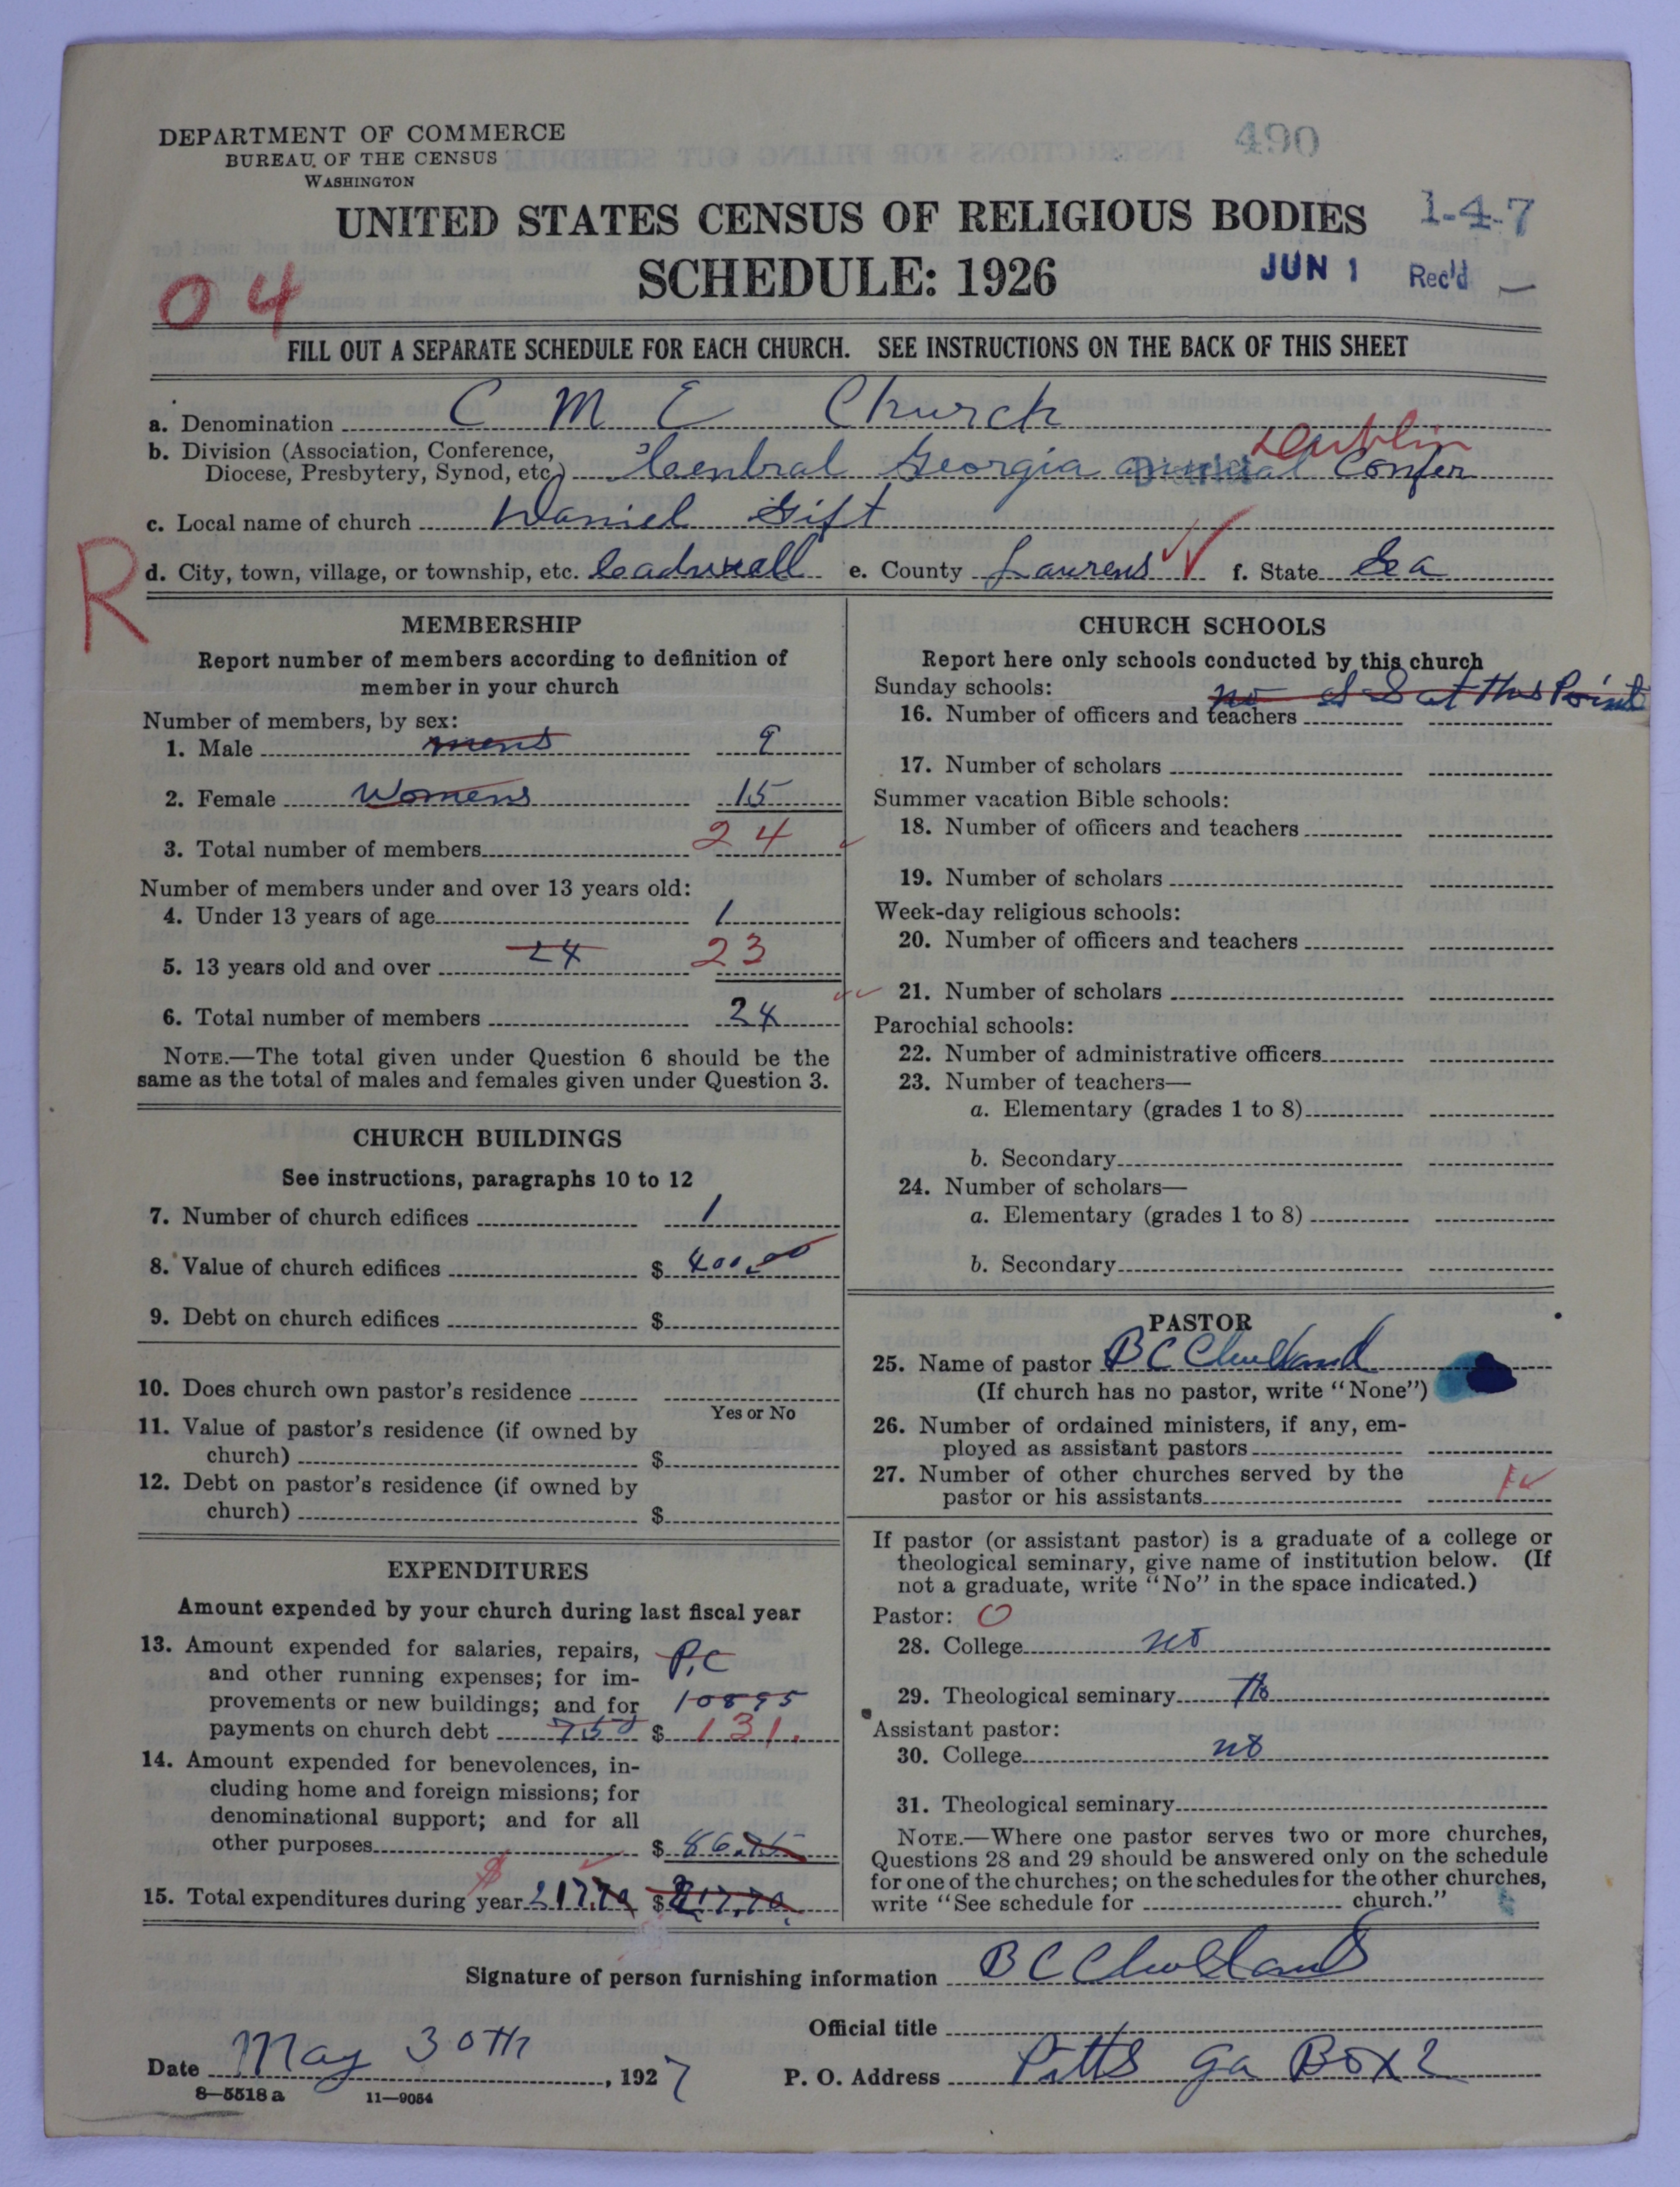 DEPARTMENT OF COMMERCE
BUREAU OF THE CENSUS
WASHINGTON
490
UNITED STATES CENSUS OF RELIGIOUS BODIES
1-4-7
SCHEDULE: 1926
JUN 1 Rec'd
04
FILL OUT A SEPARATE SCHEDULE FOR EACH CHURCH. SEE INSTRUCTIONS ON THE BACK OF THIS SHEET
a. Denomination C M E Church
Dublin
b. Division (Association, Conference,
Diocese, Presbytery, Synod, etc.) Central Georgia annual Confer
District
c. Local name of church Daniel Gift
d. City, town, village, or township, etc. Cadwell e. County Laurens f. State Ga
R
MEMBERSHIP
Report number of members according to definition of
member in your church
Number of members, by sex:
1. Male mens 9
2. Female Womens 15
3. Total number of members 24
Number of members under and over 13 years old:
4. Under 13 years of age 1
5. 13 years old and over 24 23
6. Total number of members 24
NOTE.—The total given under Question 6 should be the
same as the total of males and females given under Question 3.
CHURCH BUILDINGS
See instructions, paragraphs 10 to 12
7. Number of church edifices 1
8. Value of church edifices $ 400.00
9. Debt on church edifices $
10. Does church own pastor's residence
Yes or No
11. Value of pastor's residence (if owned by
church) $
12. Debt on pastor's residence (if owned by
church) $
EXPENDITURES
Amount expended by your church during last fiscal year
13. Amount expended for salaries, repairs, P.C
and other running expenses; for im-
provements or new buildings; and for 10895
payments on church debt 750 $ 131.
14. Amount expended for benevolences, in-
cluding home and foreign missions; for
denominational support; and for all
other purposes $ 86.75
15. Total expenditures during year $ 217.70 $ 217.70
CHURCH SCHOOLS
Report here only schools conducted by this church
Sunday schools: no S S at this Point
16. Number of officers and teachers
17. Number of scholars
Summer vacation Bible schools:
18. Number of officers and teachers
19. Number of scholars
Week-day religious schools:
20. Number of officers and teachers
21. Number of scholars
Parochial schools:
22. Number of administrative officers
23. Number of teachers—
a. Elementary (grades 1 to 8)
b. Secondary
24. Number of scholars—
a. Elementary (grades 1 to 8)
b. Secondary
PASTOR
25. Name of pastor B C
(If church has no pastor, write "None")
26. Number of ordained ministers, if any, em-
ployed as assistant pastors
27. Number of other churches served by the
pastor or his assistants
If pastor (or assistant pastor) is a graduate of a college or
theological seminary, give name of institution below. (If
not a graduate, write "No" in the space indicated.)
Pastor: 0
28. College no
29. Theological seminary no
Assistant pastor:
30. College no
31. Theological seminary
NOTE.—Where one pastor serves two or more churches,
Questions 28 and 29 should be answered only on the schedule
for one of the churches; on the schedules for the other churches,
write "See schedule for church."
Signature of person furnishing information B C
Official title
Date May 30TH, 1927 P. O. Address Pitts Ga Box 2
8—5518 a 11—9054